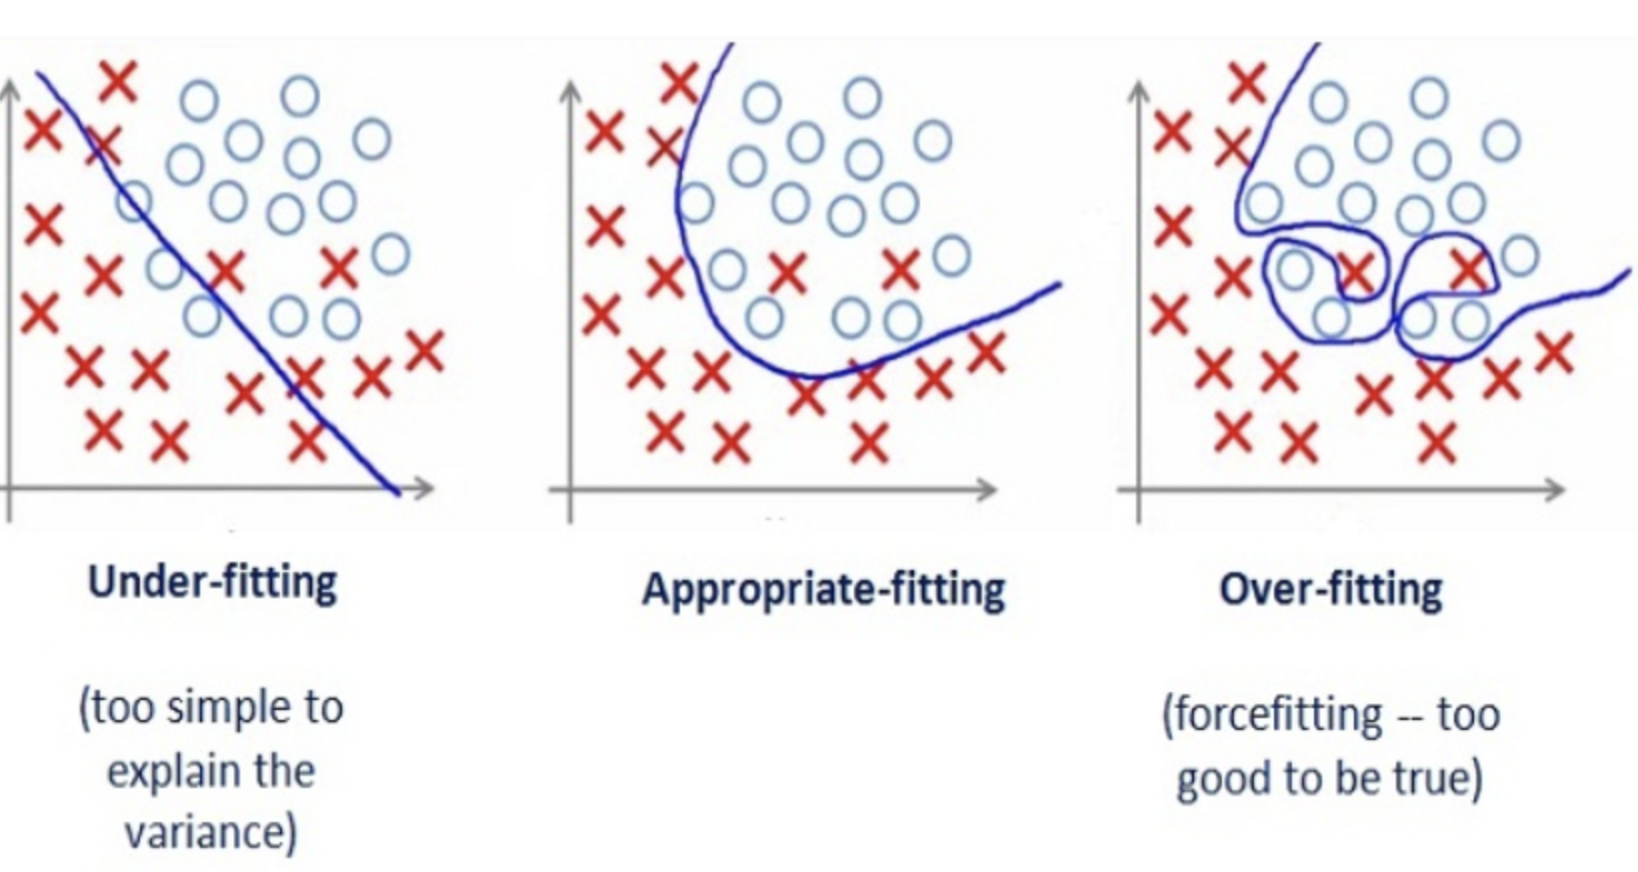 Under-fitting
(too simple to
explain the
variance)
Appropriate-fitting
Over-fitting
(forcefitting -- too
good to be true)